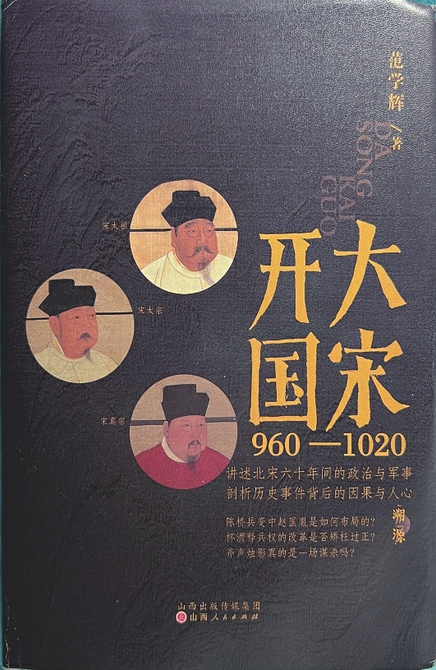 范学辉/著
DA
SONG
KAI
GUO
宋太祖
宋太宗
宋真宗
大宋
开国
960—1020
讲述北宋六十年间的政治与军事
剖析历史事件背后的因果与人心
溯源
陈桥兵变中赵匡胤是如何布局的?
杯酒释兵权的改革是否矫枉过正?
斧声烛影真的是一场谋杀吗?
山西出版传媒集团
山西人民出版社